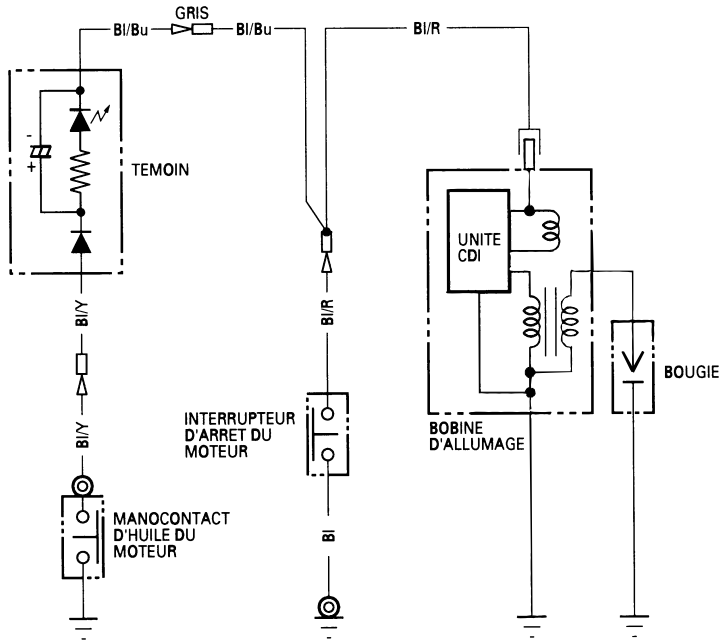 GRIS
Bl/Bu
Bl/Bu
Bl/R
-
+
TEMOIN
UNITE
CDI
Bl/Y
Bl/R
BOUGIE
Bl/Y
INTERRUPTEUR
D'ARRET DU
MOTEUR
BOBINE
D'ALLUMAGE
MANOCONTACT
D'HUILE DU
MOTEUR
Bl